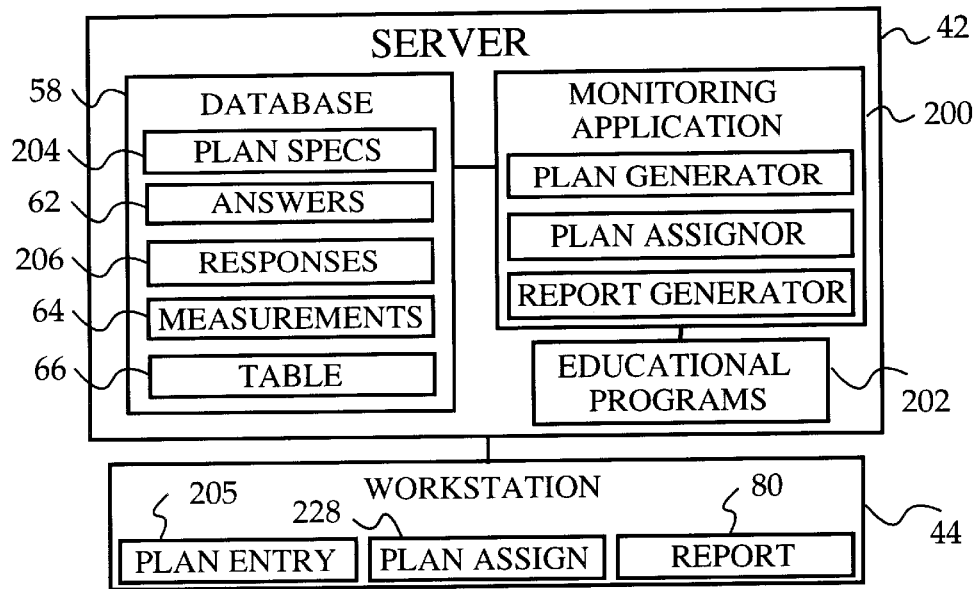 SERVER
42
58
DATABASE
204
PLAN SPECS
62
ANSWERS
206
RESPONSES
64
MEASUREMENTS
66
TABLE
MONITORING
APPLICATION
200
PLAN GENERATOR
PLAN ASSIGNOR
REPORT GENERATOR
EDUCATIONAL
PROGRAMS
202
WORKSTATION
205
228
80
44
PLAN ENTRY
PLAN ASSIGN
REPORT